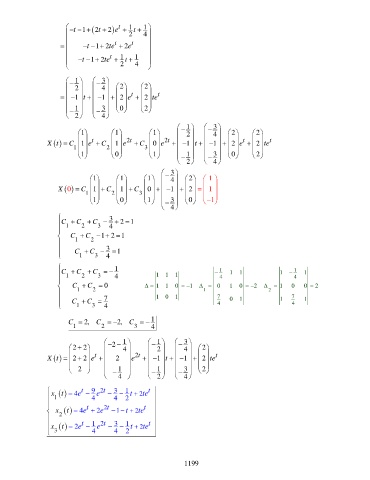 = \begin{pmatrix} -t-1+(2t+2)e^t+\frac{1}{2}t+\frac{1}{4} \\ -t-1+2te^t+2e^t \\ -t-1+2te^t+\frac{1}{2}t+\frac{1}{4} \end{pmatrix}
= \begin{pmatrix} -\frac{1}{2} \\ -1 \\ -\frac{1}{2} \end{pmatrix} t + \begin{pmatrix} -\frac{3}{4} \\ -1 \\ -\frac{3}{4} \end{pmatrix} + \begin{pmatrix} 2 \\ 2 \\ 0 \end{pmatrix} e^t + \begin{pmatrix} 2 \\ 2 \\ 2 \end{pmatrix} te^t
X(t) = C_1 \begin{pmatrix} 1 \\ 1 \\ 1 \end{pmatrix} e^t + C_2 \begin{pmatrix} 1 \\ 1 \\ 0 \end{pmatrix} e^{2t} + C_3 \begin{pmatrix} 1 \\ 0 \\ 1 \end{pmatrix} e^{2t} + \begin{pmatrix} -\frac{1}{2} \\ -1 \\ -\frac{1}{2} \end{pmatrix} t + \begin{pmatrix} -\frac{3}{4} \\ -1 \\ -\frac{3}{4} \end{pmatrix} + \begin{pmatrix} 2 \\ 2 \\ 0 \end{pmatrix} e^t + \begin{pmatrix} 2 \\ 2 \\ 2 \end{pmatrix} te^t
X(0) = C_1 \begin{pmatrix} 1 \\ 1 \\ 1 \end{pmatrix} + C_2 \begin{pmatrix} 1 \\ 1 \\ 0 \end{pmatrix} + C_3 \begin{pmatrix} 1 \\ 0 \\ 1 \end{pmatrix} + \begin{pmatrix} -\frac{3}{4} \\ -1 \\ -\frac{3}{4} \end{pmatrix} + \begin{pmatrix} 2 \\ 2 \\ 0 \end{pmatrix} = \begin{pmatrix} 1 \\ 1 \\ -1 \end{pmatrix}
\begin{cases} C_1+C_2+C_3-\frac{3}{4}+2=1 \\ C_1+C_2-1+2=1 \\ C_1+C_3-\frac{3}{4}=1 \end{cases}
\begin{cases} C_1+C_2+C_3=-\frac{1}{4} \\ C_1+C_2=0 \\ C_1+C_3=\frac{7}{4} \end{cases} Δ = \begin{vmatrix} 1 & 1 & 1 \\ 1 & 1 & 0 \\ 1 & 0 & 1 \end{vmatrix} = -1 Δ_1 = \begin{vmatrix} -\frac{1}{4} & 1 & 1 \\ 0 & 1 & 0 \\ \frac{7}{4} & 0 & 1 \end{vmatrix} = -2 Δ_2 = \begin{vmatrix} 1 & -\frac{1}{4} & 1 \\ 1 & 0 & 0 \\ 1 & \frac{7}{4} & 1 \end{vmatrix} = 2
C_1=2, C_2=-2, C_3=-\frac{1}{4}
X(t) = \begin{pmatrix} 2+2 \\ 2+2 \\ 2 \end{pmatrix} e^t + \begin{pmatrix} -2-\frac{1}{4} \\ 2 \\ -\frac{1}{4} \end{pmatrix} e^{2t} + \begin{pmatrix} -\frac{1}{2} \\ -1 \\ -\frac{1}{2} \end{pmatrix} t + \begin{pmatrix} -\frac{3}{4} \\ -1 \\ -\frac{3}{4} \end{pmatrix} + \begin{pmatrix} 2 \\ 2 \\ 2 \end{pmatrix} te^t
\begin{cases} x_1(t)=4e^t-\frac{9}{4}e^{2t}-\frac{3}{4}-\frac{1}{2}t+2te^t \\ x_2(t)=4e^t+2e^{2t}-1-t+2te^t \\ x_3(t)=2e^t-\frac{1}{4}e^{2t}-\frac{3}{4}-\frac{1}{2}t+2te^t \end{cases}
1199